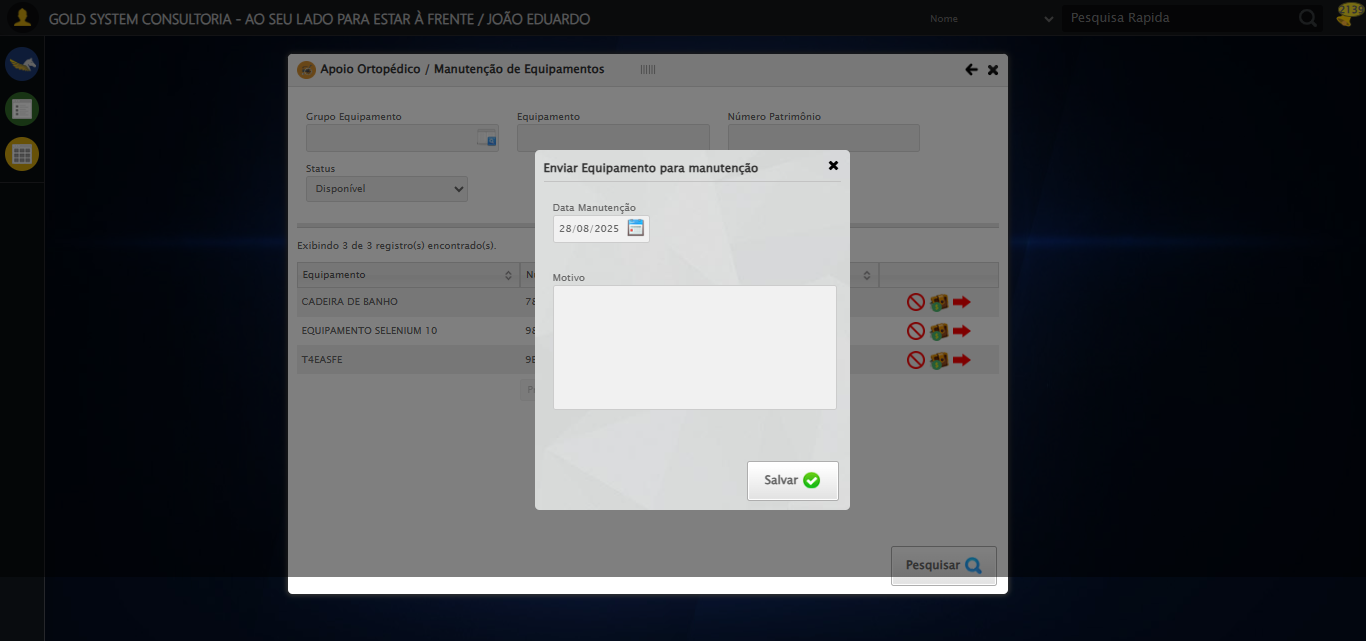 GOLD SYSTEM CONSULTORIA - AO SEU LADO PARA ESTAR À FRENTE / JOÃO EDUARDO
Nome
Pesquisa Rapida
2139
Apoio Ortopédico / Manutenção de Equipamentos
Grupo Equipamento
Equipamento
Número Patrimônio
Status
Disponível
Enviar Equipamento para manutenção
Data Manutenção
28/08/2025
Motivo
Salvar
Exibindo 3 de 3 registro(s) encontrado(s).
Equipamento
CADEIRA DE BANHO
EQUIPAMENTO SELENIUM 10
T4EASFE
Pesquisar